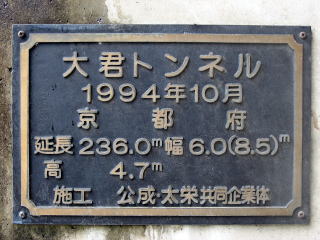 大君トンネル
1994年10月
京都府
延長 236.0m 幅 6.0(8.5)m
高 4.7m
施工 公成・太栄共同企業体